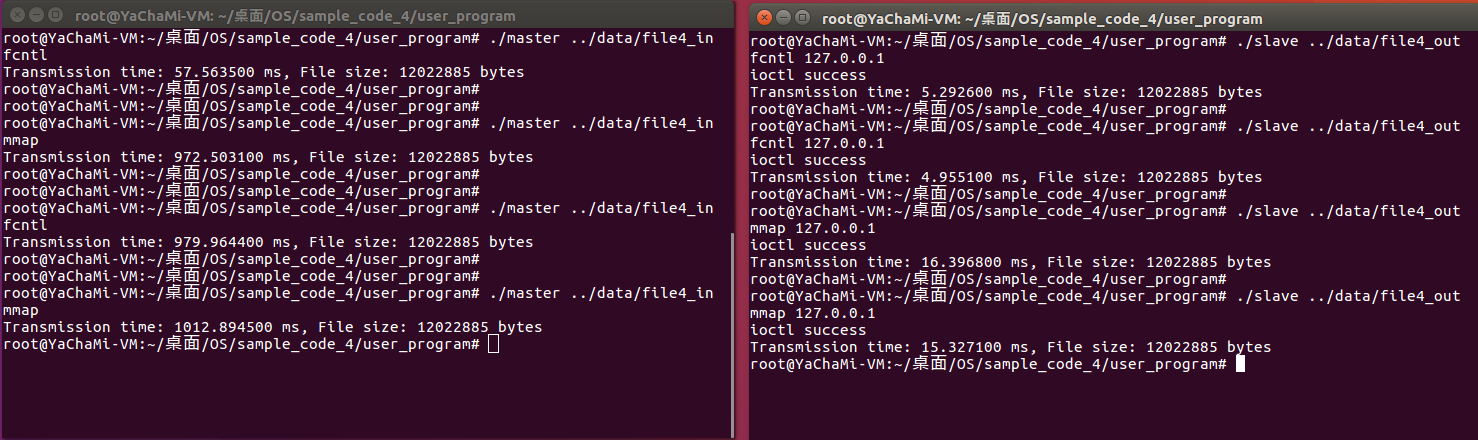 root@YaChaMi-VM: ~/桌面/OS/sample_code_4/user_program
root@YaChaMi-VM:~/桌面/OS/sample_code_4/user_program# ./master ../data/file4_in
fcntl
Transmission time: 57.563500 ms, File size: 12022885 bytes
root@YaChaMi-VM:~/桌面/OS/sample_code_4/user_program#
root@YaChaMi-VM:~/桌面/OS/sample_code_4/user_program#
root@YaChaMi-VM:~/桌面/OS/sample_code_4/user_program# ./master ../data/file4_in
mmap
Transmission time: 972.503100 ms, File size: 12022885 bytes
root@YaChaMi-VM:~/桌面/OS/sample_code_4/user_program#
root@YaChaMi-VM:~/桌面/OS/sample_code_4/user_program#
root@YaChaMi-VM:~/桌面/OS/sample_code_4/user_program# ./master ../data/file4_in
fcntl
Transmission time: 979.964400 ms, File size: 12022885 bytes
root@YaChaMi-VM:~/桌面/OS/sample_code_4/user_program#
root@YaChaMi-VM:~/桌面/OS/sample_code_4/user_program#
root@YaChaMi-VM:~/桌面/OS/sample_code_4/user_program# ./master ../data/file4_in
mmap
Transmission time: 1012.894500 ms, File size: 12022885 bytes
root@YaChaMi-VM:~/桌面/OS/sample_code_4/user_program#
root@YaChaMi-VM: ~/桌面/OS/sample_code_4/user_program
root@YaChaMi-VM:~/桌面/OS/sample_code_4/user_program# ./slave ../data/file4_out
fcntl 127.0.0.1
ioctl success
Transmission time: 5.292600 ms, File size: 12022885 bytes
root@YaChaMi-VM:~/桌面/OS/sample_code_4/user_program#
root@YaChaMi-VM:~/桌面/OS/sample_code_4/user_program# ./slave ../data/file4_out
fcntl 127.0.0.1
ioctl success
Transmission time: 4.955100 ms, File size: 12022885 bytes
root@YaChaMi-VM:~/桌面/OS/sample_code_4/user_program#
root@YaChaMi-VM:~/桌面/OS/sample_code_4/user_program# ./slave ../data/file4_out
mmap 127.0.0.1
ioctl success
Transmission time: 16.396800 ms, File size: 12022885 bytes
root@YaChaMi-VM:~/桌面/OS/sample_code_4/user_program#
root@YaChaMi-VM:~/桌面/OS/sample_code_4/user_program# ./slave ../data/file4_out
mmap 127.0.0.1
ioctl success
Transmission time: 15.327100 ms, File size: 12022885 bytes
root@YaChaMi-VM:~/桌面/OS/sample_code_4/user_program#